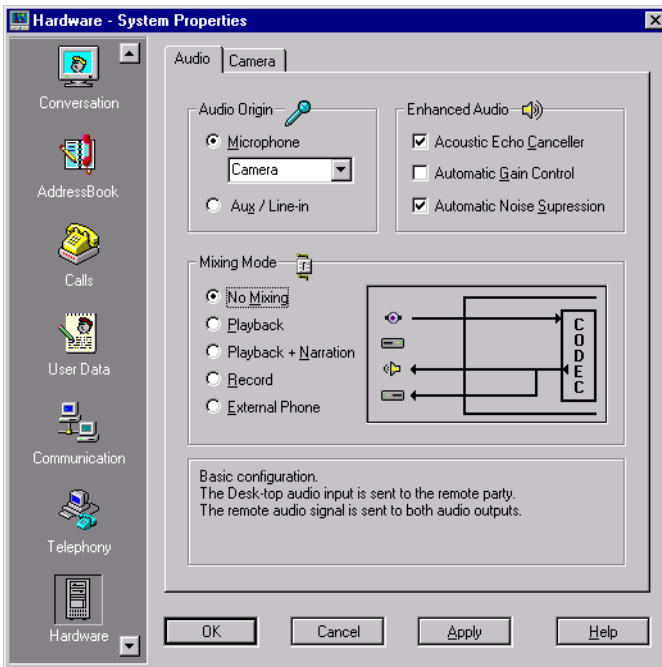 Hardware - System Properties
Conversation
AddressBook
Calls
User Data
Communication
Telephony
Hardware
Audio
Camera
Audio Origin
Microphone
Camera
Aux / Line-in
Enhanced Audio
Acoustic Echo Canceller
Automatic Gain Control
Automatic Noise Supression
Mixing Mode
No Mixing
Playback
Playback + Narration
Record
External Phone
CODEC
Basic configuration.
The Desk-top audio input is sent to the remote party.
The remote audio signal is sent to both audio outputs.
OK
Cancel
Apply
Help